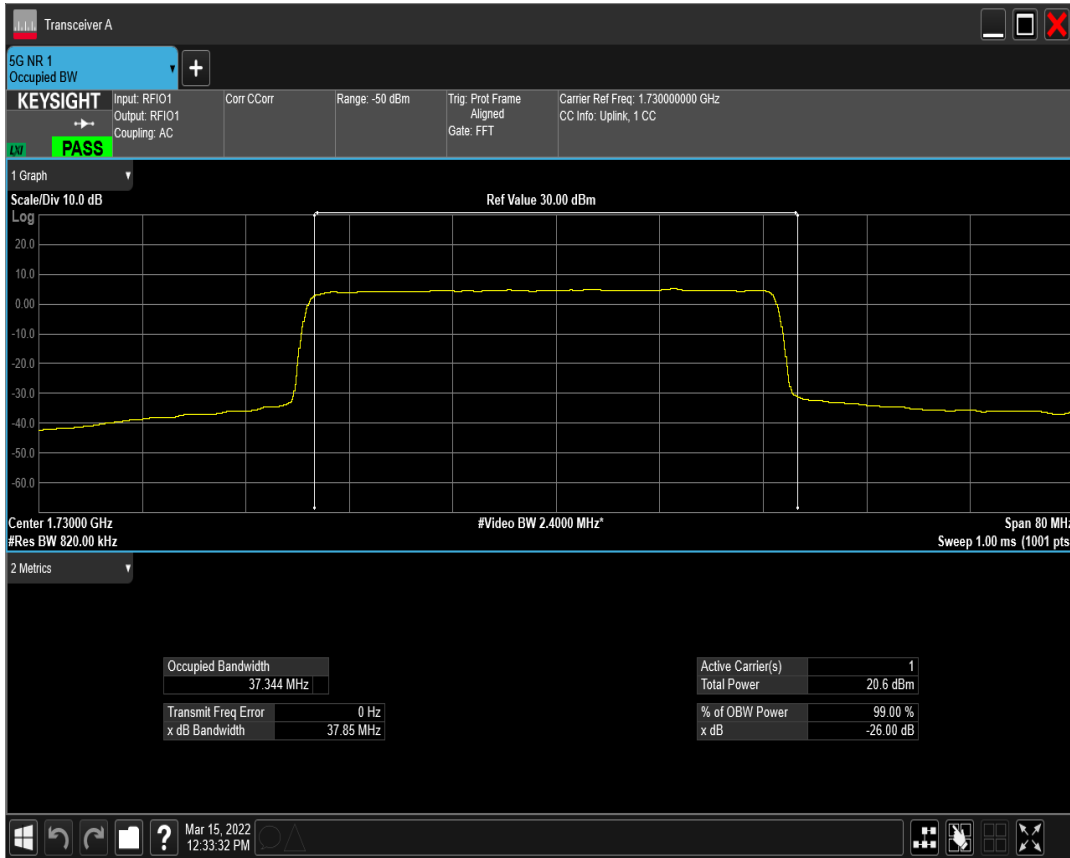 Transceiver A
5G NR 1
Occupied BW
KEYSIGHT
Input: RFIO1
Output: RFIO1
Coupling: AC
Corr CCorr
Range: -50 dBm
Trig: Prot Frame
Aligned
Gate: FFT
Carrier Ref Freq: 1.730000000 GHz
CC Info: Uplink, 1 CC
LXI
PASS
1 Graph
Scale/Div 10.0 dB
Ref Value 30.00 dBm
Log
20.0
10.0
0.00
-10.0
-20.0
-30.0
-40.0
-50.0
-60.0
Center 1.73000 GHz
#Video BW 2.4000 MHz*
Span 80 MHz
#Res BW 820.00 kHz
Sweep 1.00 ms (1001 pts
2 Metrics
Occupied Bandwidth
37.344 MHz
Transmit Freq Error 0 Hz
x dB Bandwidth 37.85 MHz
Active Carrier(s) 1
Total Power 20.6 dBm
% of OBW Power 99.00 %
x dB -26.00 dB
Mar 15, 2022
12:33:32 PM